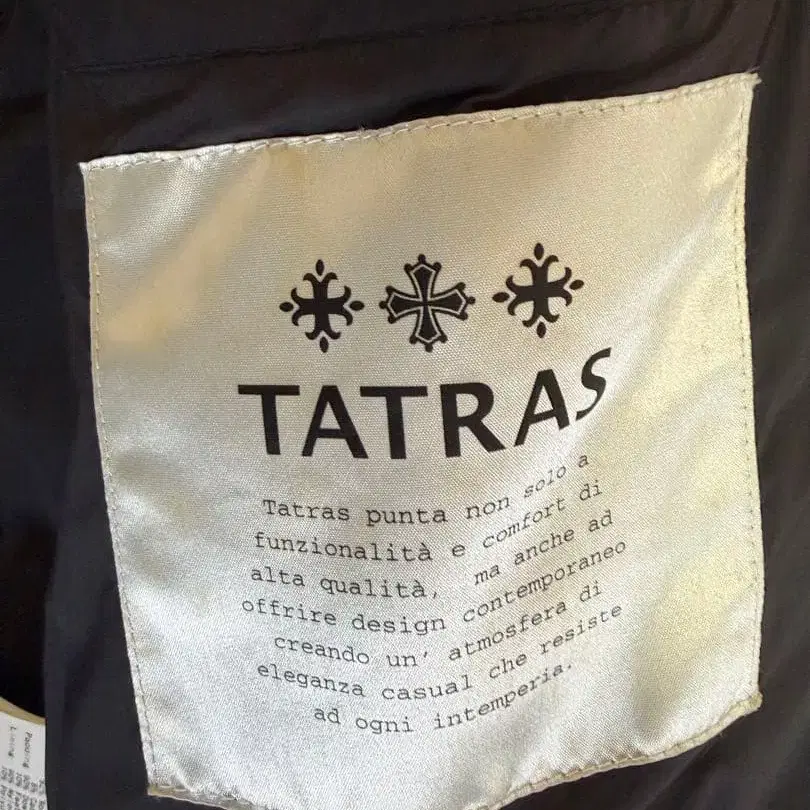 TATRAS
Tatras punta non solo a
funzionalità e comfort di
alta qualità, ma anche ad
offrire design contemporaneo
creando un' atmosfera di
eleganza casual che resiste
ad ogni intemperia.